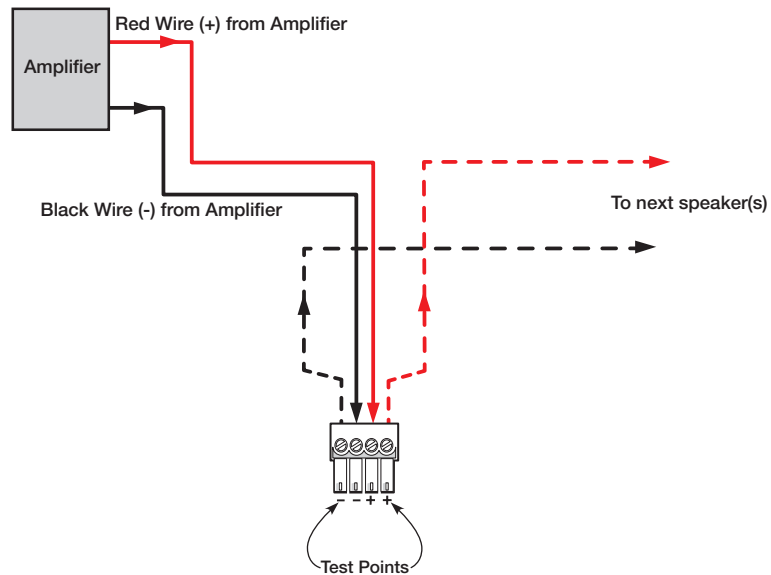 Red Wire (+) from Amplifier
Amplifier
To next speaker(s)
Black Wire (-) from Amplifier
– – + +
Test Points